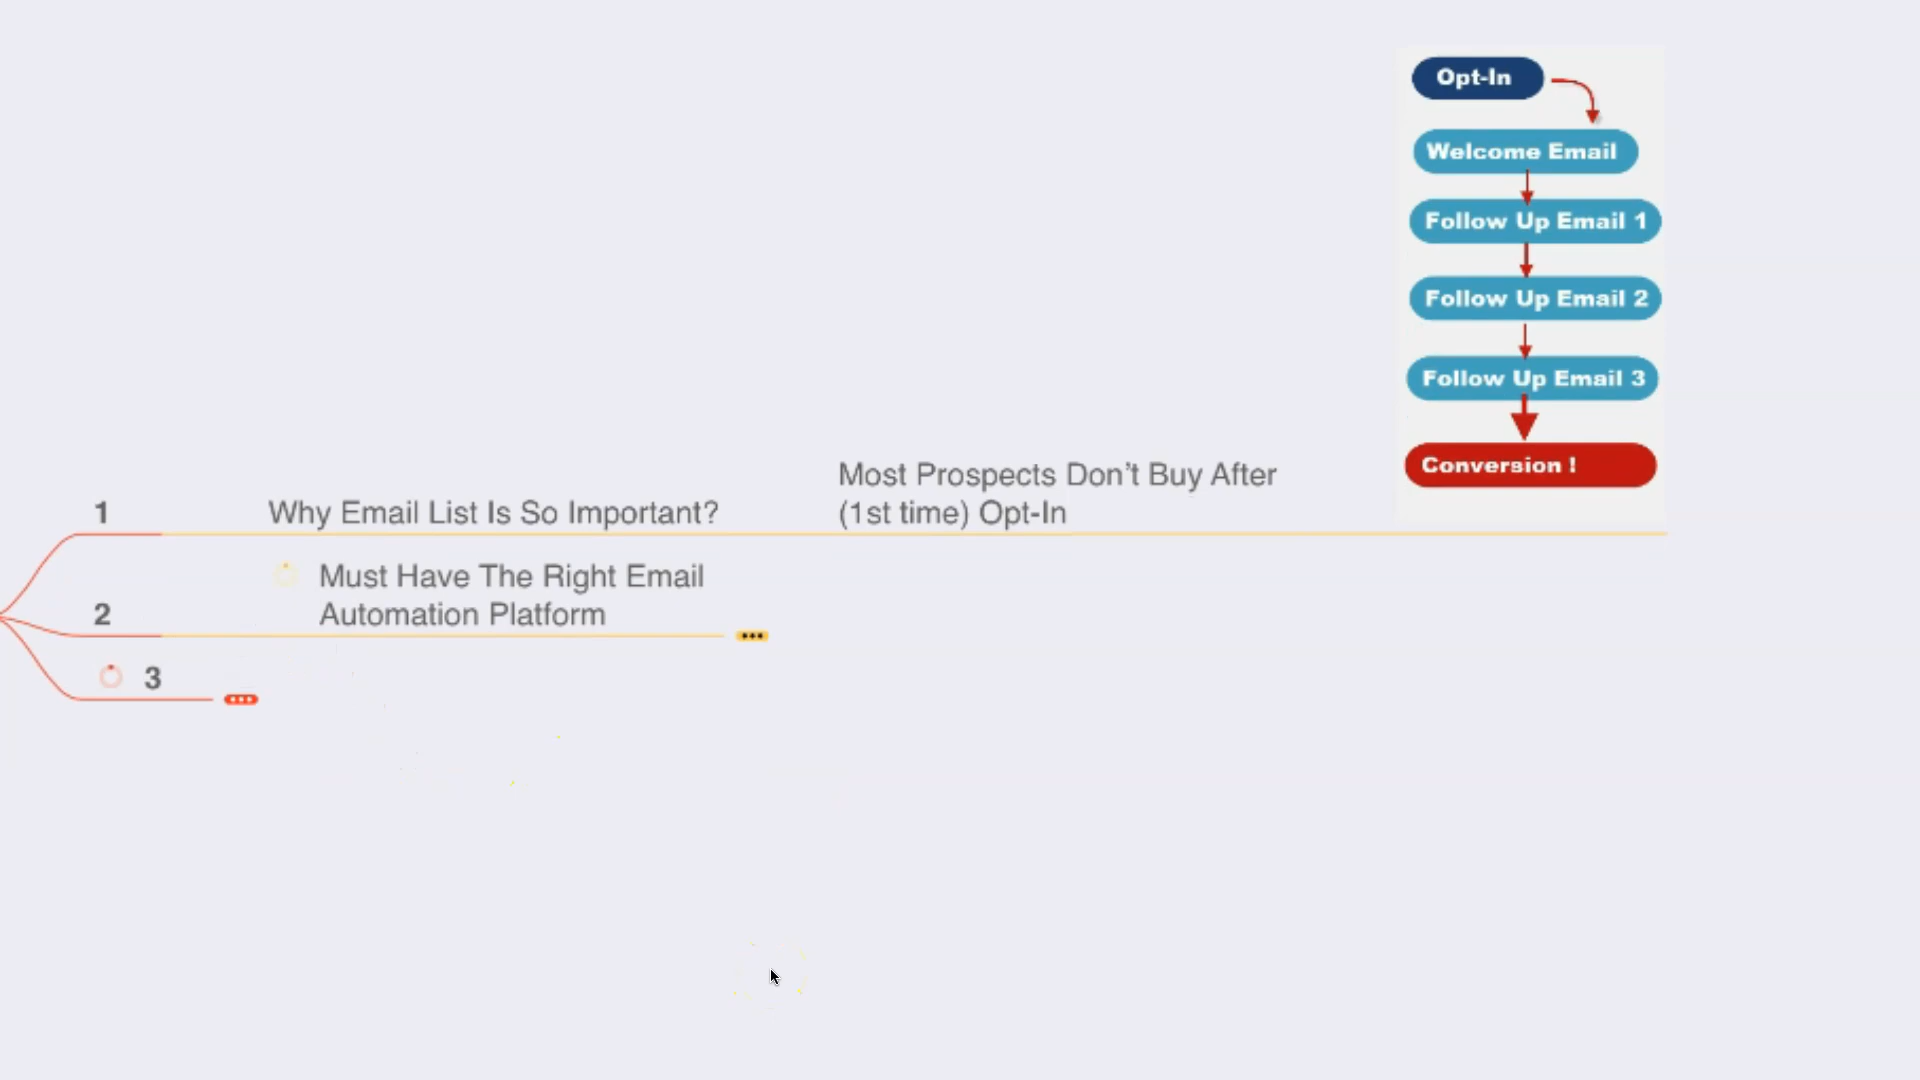 Opt-In
Welcome Email
Follow Up Email 1
Follow Up Email 2
Follow Up Email 3
Conversion !
1
Why Email List Is So Important?
Most Prospects Don’t Buy After
(1st time) Opt-In
2
Must Have The Right Email
Automation Platform
3